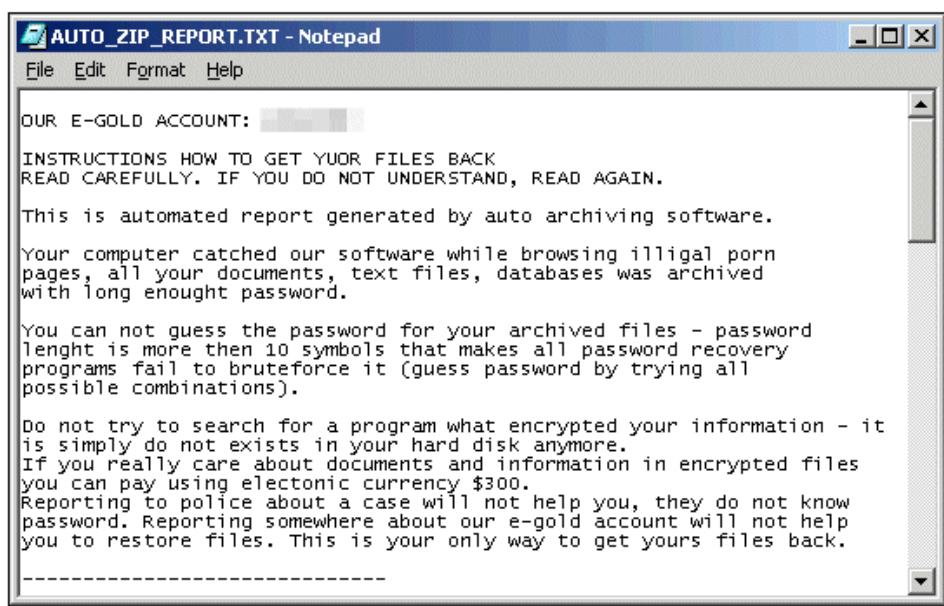 AUTO_ZIP_REPORT.TXT - Notepad
File Edit Format Help
OUR E-GOLD ACCOUNT:
INSTRUCTIONS HOW TO GET YUOR FILES BACK
READ CAREFULLY. IF YOU DO NOT UNDERSTAND, READ AGAIN.
This is automated report generated by auto archiving software.
Your computer catched our software while browsing illigal porn
pages, all your documents, text files, databases was archived
with long enought password.
You can not guess the password for your archived files - password
lenght is more then 10 symbols that makes all password recovery
programs fail to bruteforce it (guess password by trying all
possible combinations).
Do not try to search for a program what encrypted your information - it
is simply do not exists in your hard disk anymore.
If you really care about documents and information in encrypted files
you can pay using electonic currency $300.
Reporting to police about a case will not help you, they do not know
password. Reporting somewhere about our e-gold account will not help
you to restore files. This is your only way to get yours files back.
------------------------------